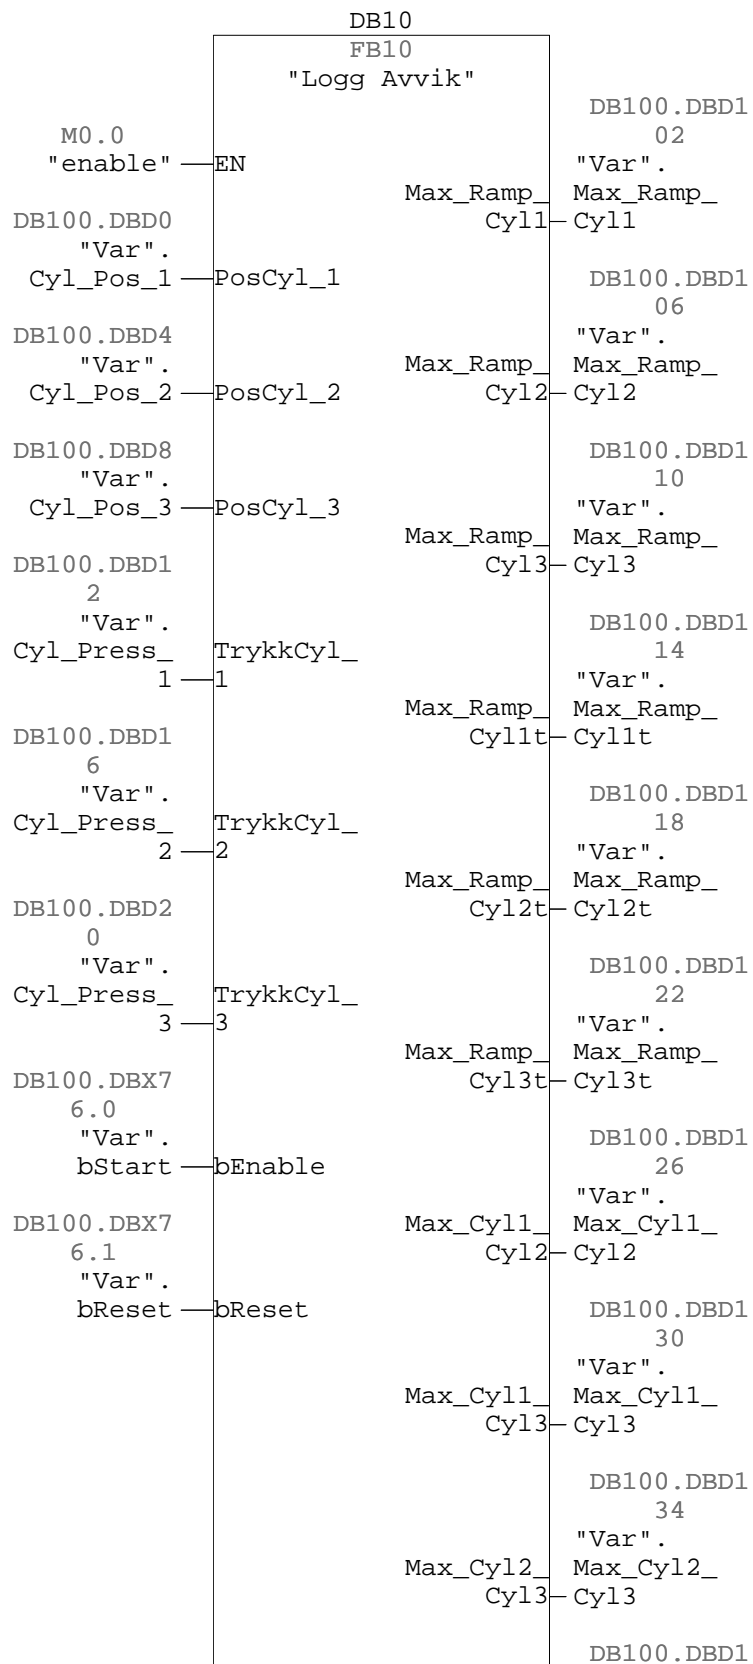 DB10
FB10
"Logg Avvik"
M0.0
"enable" EN
DB100.DBD0
"Var".
Cyl_Pos_1 PosCyl_1
DB100.DBD4
"Var".
Cyl_Pos_2 PosCyl_2
DB100.DBD8
"Var".
Cyl_Pos_3 PosCyl_3
DB100.DBD1
2
"Var".
Cyl_Press_ TrykkCyl_
1 1
DB100.DBD1
6
"Var".
Cyl_Press_ TrykkCyl_
2 2
DB100.DBD2
0
"Var".
Cyl_Press_ TrykkCyl_
3 3
DB100.DBX7
6.0
"Var".
bStart bEnable
DB100.DBX7
6.1
"Var".
bReset bReset
DB100.DBD1
02
"Var".
Max_Ramp_ Max_Ramp_
Cyl1 Cyl1
DB100.DBD1
06
"Var".
Max_Ramp_ Max_Ramp_
Cyl2 Cyl2
DB100.DBD1
10
"Var".
Max_Ramp_ Max_Ramp_
Cyl3 Cyl3
DB100.DBD1
14
"Var".
Max_Ramp_ Max_Ramp_
Cyl1t Cyl1t
DB100.DBD1
18
"Var".
Max_Ramp_ Max_Ramp_
Cyl2t Cyl2t
DB100.DBD1
22
"Var".
Max_Ramp_ Max_Ramp_
Cyl3t Cyl3t
DB100.DBD1
26
"Var".
Max_Cyl1_ Max_Cyl1_
Cyl2 Cyl2
DB100.DBD1
30
"Var".
Max_Cyl1_ Max_Cyl1_
Cyl3 Cyl3
DB100.DBD1
34
"Var".
Max_Cyl2_ Max_Cyl2_
Cyl3 Cyl3
DB100.DBD1